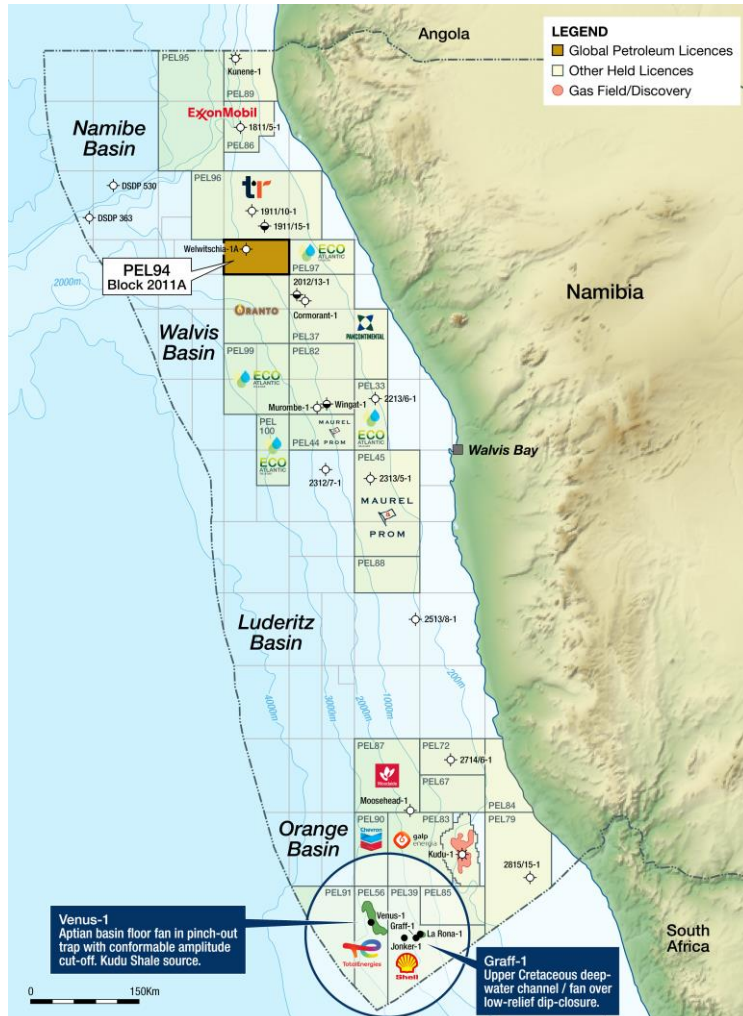 Angola
LEGEND
Global Petroleum Licences
Other Held Licences
Gas Field/Discovery
PEL95
Kunene-1
PEL89
ExxonMobil
1811/5-1
PEL86
Namibe
Basin
DSDP 530
DSDP 363
PEL96
tr
1911/10-1
1911/15-1
Welwitschia-1A
ECO
ATLANTIC
PEL97
PEL94
Block 2011A
2000m
Namibia
2012/13-1
Cormorant-1
ORANTO
PEL37
PANCONTINENTAL
Walvis
Basin
PEL99
PEL82
ECO
ATLANTIC
PEL33
2213/6-1
Murombe-1
Wingat-1
ECO
ATLANTIC
MAUREL
PROM
PEL44
PEL
100
ECO
ATLANTIC
Walvis Bay
PEL45
2312/7-1
2313/5-1
MAUREL
PROM
PEL88
Luderitz
Basin
2513/8-1
200m
1000m
2000m
3000m
4000m
PEL87
PEL72
2714/6-1
PEL67
Moosehead-1
PEL84
Orange
Basin
PEL90
Chevron
galp
energia
PEL83
Kudu-1
PEL79
2815/15-1
PEL91
PEL56
PEL39
PEL85
Venus-1
Graff-1
La Rona-1
Jonker-1
TotalEnergies
Shell
Venus-1
Aptian basin floor fan in pinch-out
trap with conformable amplitude
cut-off. Kudu Shale source.
Graff-1
Upper Cretaceous deep-
water channel / fan over
low-relief dip-closure.
South
Africa
0
150Km